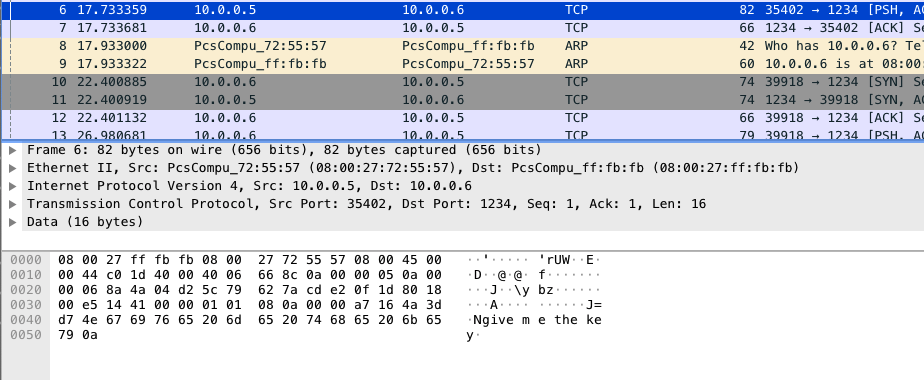 6 17.733359 10.0.0.5 10.0.0.6 TCP 82 35402 → 1234 [PSH, AC
7 17.733681 10.0.0.6 10.0.0.5 TCP 66 1234 → 35402 [ACK] Se
8 17.933000 PcsCompu_72:55:57 PcsCompu_ff:fb:fb ARP 42 Who has 10.0.0.6? Tel
9 17.933322 PcsCompu_ff:fb:fb PcsCompu_72:55:57 ARP 60 10.0.0.6 is at 08:00:
10 22.400885 10.0.0.6 10.0.0.5 TCP 74 39918 → 1234 [SYN] Se
11 22.400919 10.0.0.5 10.0.0.6 TCP 74 1234 → 39918 [SYN, AC
12 22.401132 10.0.0.6 10.0.0.5 TCP 66 39918 → 1234 [ACK] Se
13 26.980681 10.0.0.6 10.0.0.5 TCP 79 39918 → 1234 [PSH, AC
Frame 6: 82 bytes on wire (656 bits), 82 bytes captured (656 bits)
Ethernet II, Src: PcsCompu_72:55:57 (08:00:27:72:55:57), Dst: PcsCompu_ff:fb:fb (08:00:27:ff:fb:fb)
Internet Protocol Version 4, Src: 10.0.0.5, Dst: 10.0.0.6
Transmission Control Protocol, Src Port: 35402, Dst Port: 1234, Seq: 1, Ack: 1, Len: 16
Data (16 bytes)
0000 08 00 27 ff fb fb 08 00 27 72 55 57 08 00 45 00 ··'····· 'rUW··E·
0010 00 44 c0 1d 40 00 40 06 66 8c 0a 00 00 05 0a 00 ·D··@·@· f·······
0020 00 06 8a 4a 04 d2 5c 79 62 7a cd e2 0f 1d 80 18 ···J··\y bz······
0030 00 e5 14 41 00 00 01 01 08 0a 00 00 a7 16 4a 3d ···A···· ······J=
0040 d7 4e 67 69 76 65 20 6d 65 20 74 68 65 20 6b 65 ·Ngive m e the ke
0050 79 0a y·